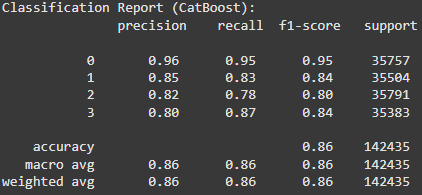 Classification Report (CatBoost):
precision recall f1-score support
0 0.96 0.95 0.95 35757
1 0.85 0.83 0.84 35504
2 0.82 0.78 0.80 35791
3 0.80 0.87 0.84 35383
accuracy 0.86 142435
macro avg 0.86 0.86 0.86 142435
weighted avg 0.86 0.86 0.86 142435